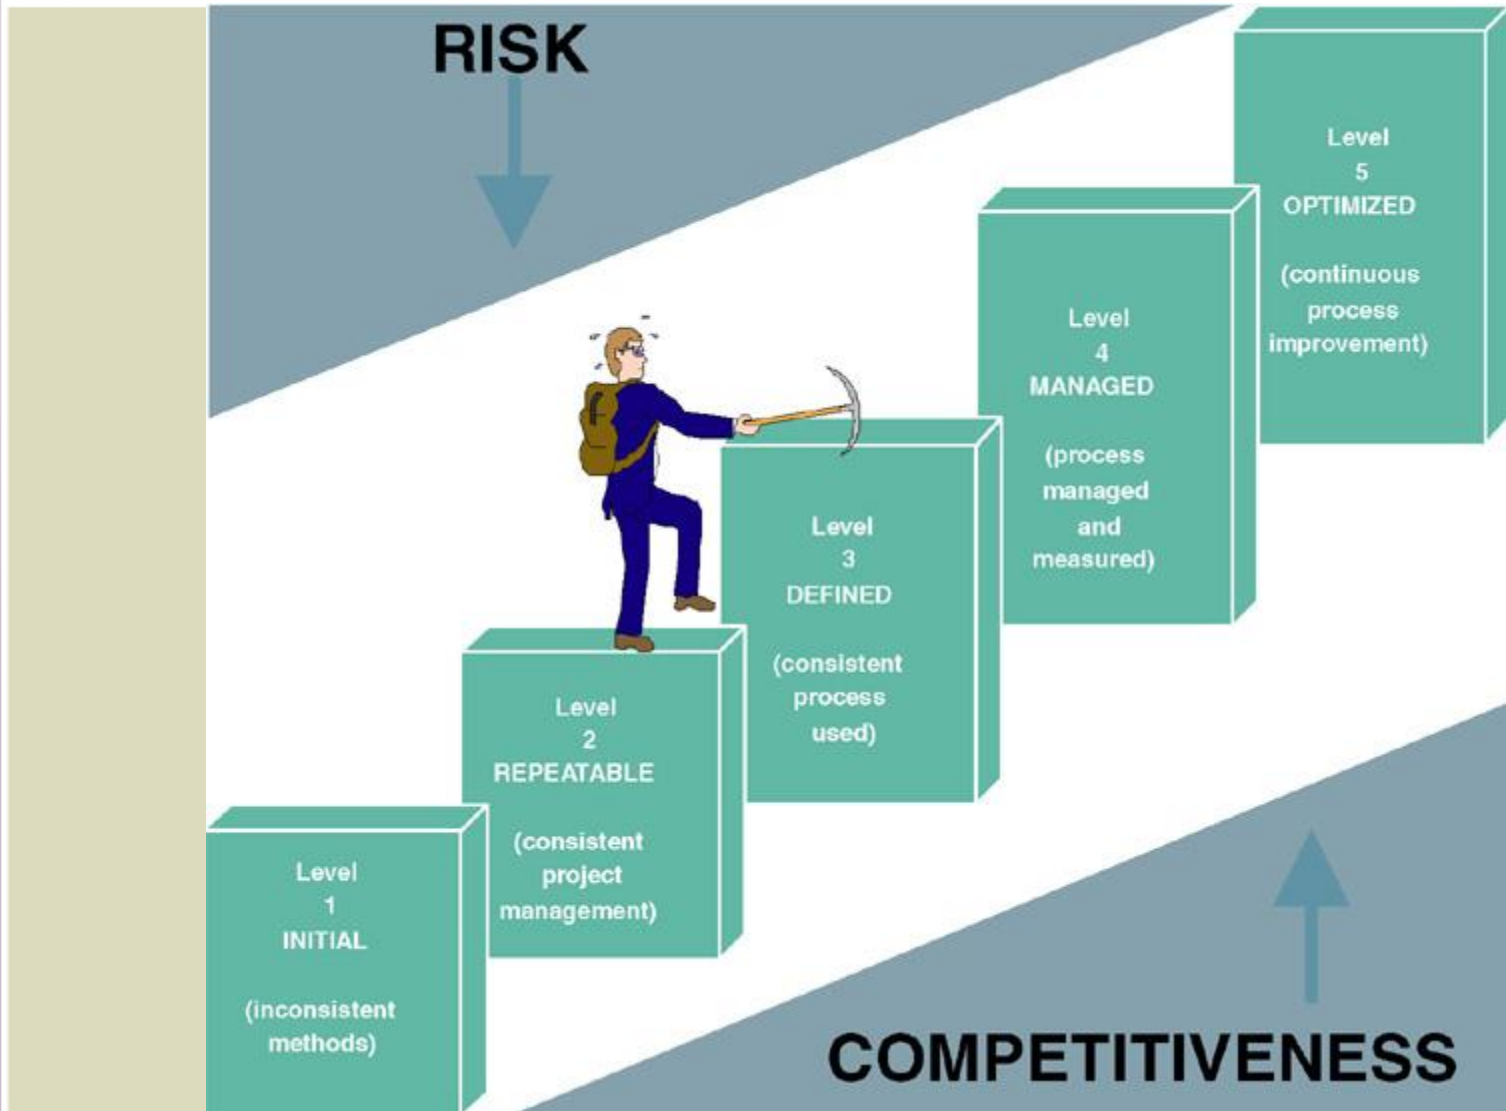 RISK
Level
5
OPTIMIZED
(continuous
process
improvement)
Level
4
MANAGED
(process
managed
and
measured)
Level
3
DEFINED
(consistent
process
used)
Level
2
REPEATABLE
(consistent
project
management)
Level
1
INITIAL
(inconsistent
methods)
COMPETITIVENESS